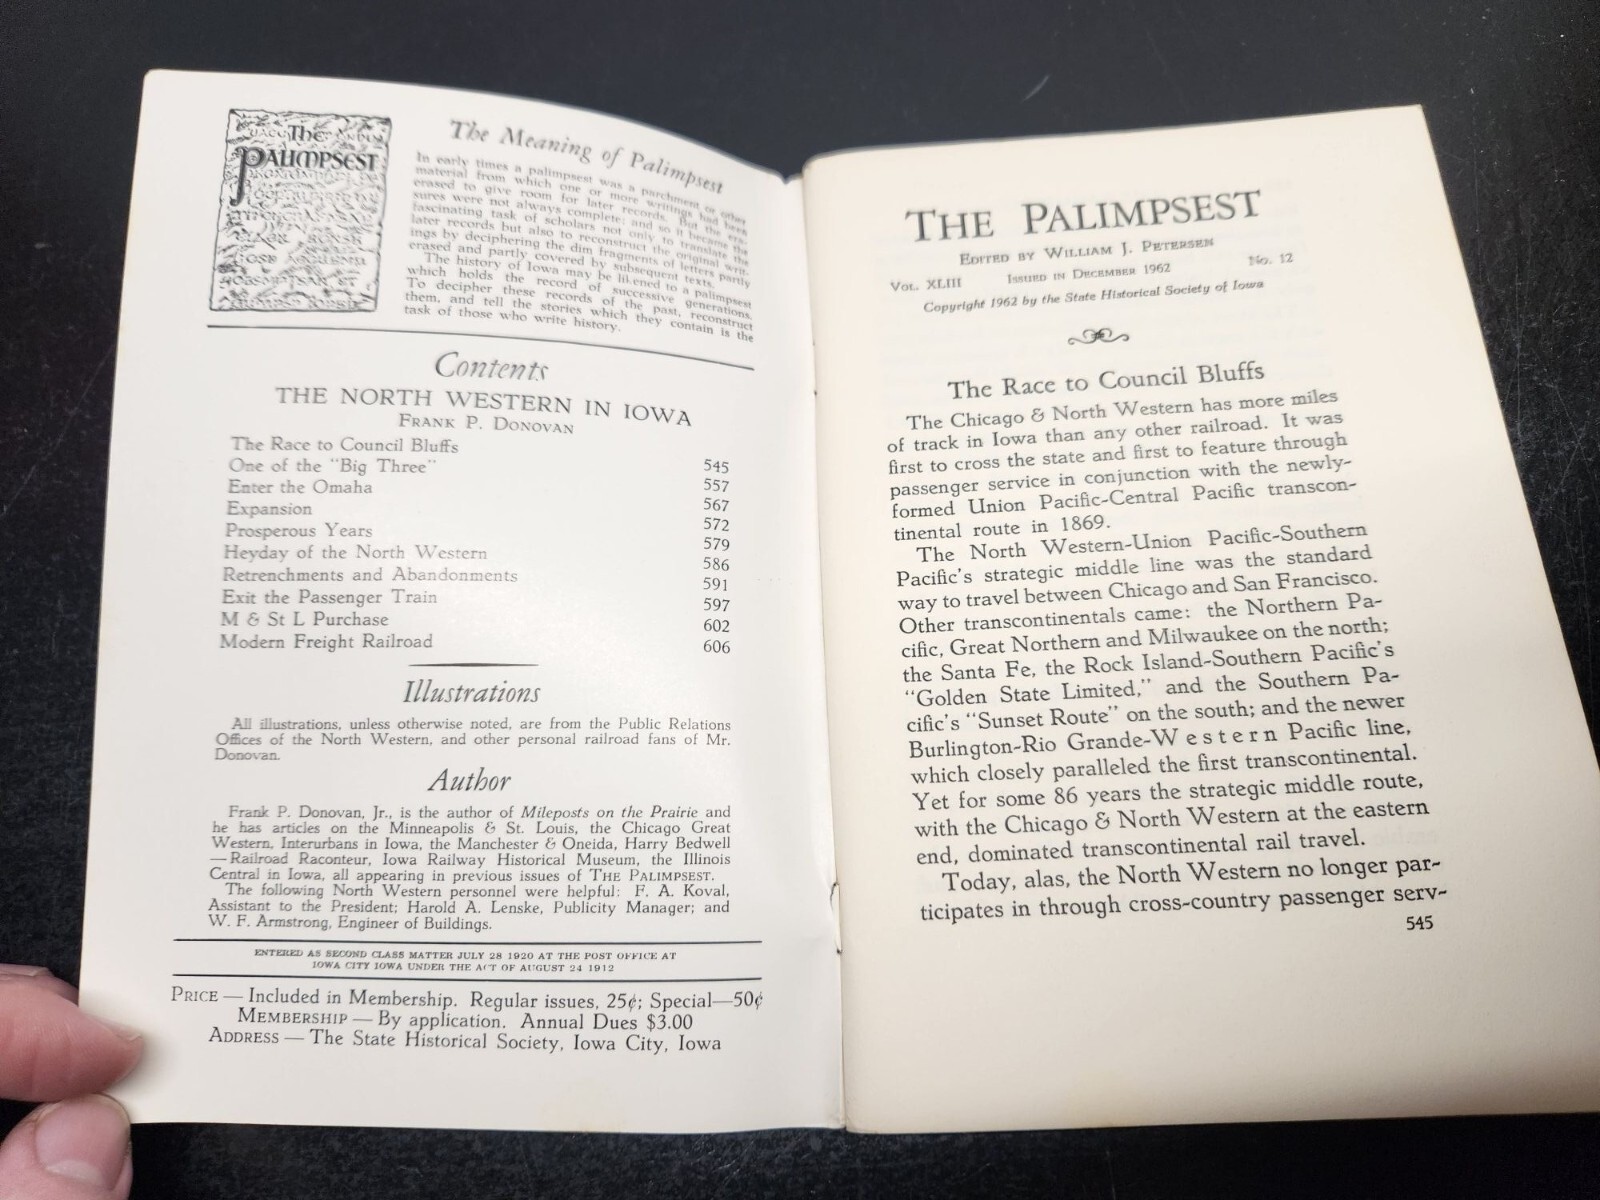 The
PALIMPSEST
The Meaning of Palimpsest
In early times a palimpsest was a parchment or other
material from which one or more writings had been
erased to give room for later records. But the era-
sures were not always complete; and so it became the
fascinating task of scholars not only to translate the
later records but also to reconstruct the original writ-
ings by deciphering the dim fragments of letters partly
erased and partly covered by subsequent texts.
The history of Iowa may be likened to a palimpsest
which holds the record of successive generations.
To decipher these records of the past, reconstruct
them, and tell the stories which they contain is the
task of those who write history.
Contents
THE NORTH WESTERN IN IOWA
FRANK P. DONOVAN
The Race to Council Bluffs 545
One of the "Big Three" 557
Enter the Omaha 567
Expansion 572
Prosperous Years 579
Heyday of the North Western 586
Retrenchments and Abandonments 591
Exit the Passenger Train 597
M & St L Purchase 602
Modern Freight Railroad 606
Illustrations
All illustrations, unless otherwise noted, are from the Public Relations
Offices of the North Western, and other personal railroad fans of Mr.
Donovan.
Author
Frank P. Donovan, Jr., is the author of Mileposts on the Prairie and
he has articles on the Minneapolis & St. Louis, the Chicago Great
Western, Interurbans in Iowa, the Manchester & Oneida, Harry Bedwell
— Railroad Raconteur, Iowa Railway Historical Museum, the Illinois
Central in Iowa, all appearing in previous issues of THE PALIMPSEST.
The following North Western personnel were helpful: F. A. Koval,
Assistant to the President; Harold A. Lenske, Publicity Manager; and
W. F. Armstrong, Engineer of Buildings.
ENTERED AS SECOND CLASS MATTER JULY 28 1920 AT THE POST OFFICE AT
IOWA CITY IOWA UNDER THE ACT OF AUGUST 24 1912
PRICE — Included in Membership. Regular issues, 25¢; Special—50¢
MEMBERSHIP — By application. Annual Dues $3.00
ADDRESS — The State Historical Society, Iowa City, Iowa
THE PALIMPSEST
EDITED BY WILLIAM J. PETERSEN
VOL. XLIII ISSUED IN DECEMBER 1962 NO. 12
Copyright 1962 by the State Historical Society of Iowa
The Race to Council Bluffs
The Chicago & North Western has more miles
of track in Iowa than any other railroad. It was
first to cross the state and first to feature through
passenger service in conjunction with the newly-
formed Union Pacific-Central Pacific transcon-
tinental route in 1869.
The North Western-Union Pacific-Southern
Pacific's strategic middle line was the standard
way to travel between Chicago and San Francisco.
Other transcontinentals came: the Northern Pa-
cific, Great Northern and Milwaukee on the north;
the Santa Fe, the Rock Island-Southern Pacific's
"Golden State Limited," and the Southern Pa-
cific's "Sunset Route" on the south; and the newer
Burlington-Rio Grande-Western Pacific line,
which closely paralleled the first transcontinental.
Yet for some 86 years the strategic middle route,
with the Chicago & North Western at the eastern
end, dominated transcontinental rail travel.
Today, alas, the North Western no longer par-
ticipates in through cross-country passenger serv-
545